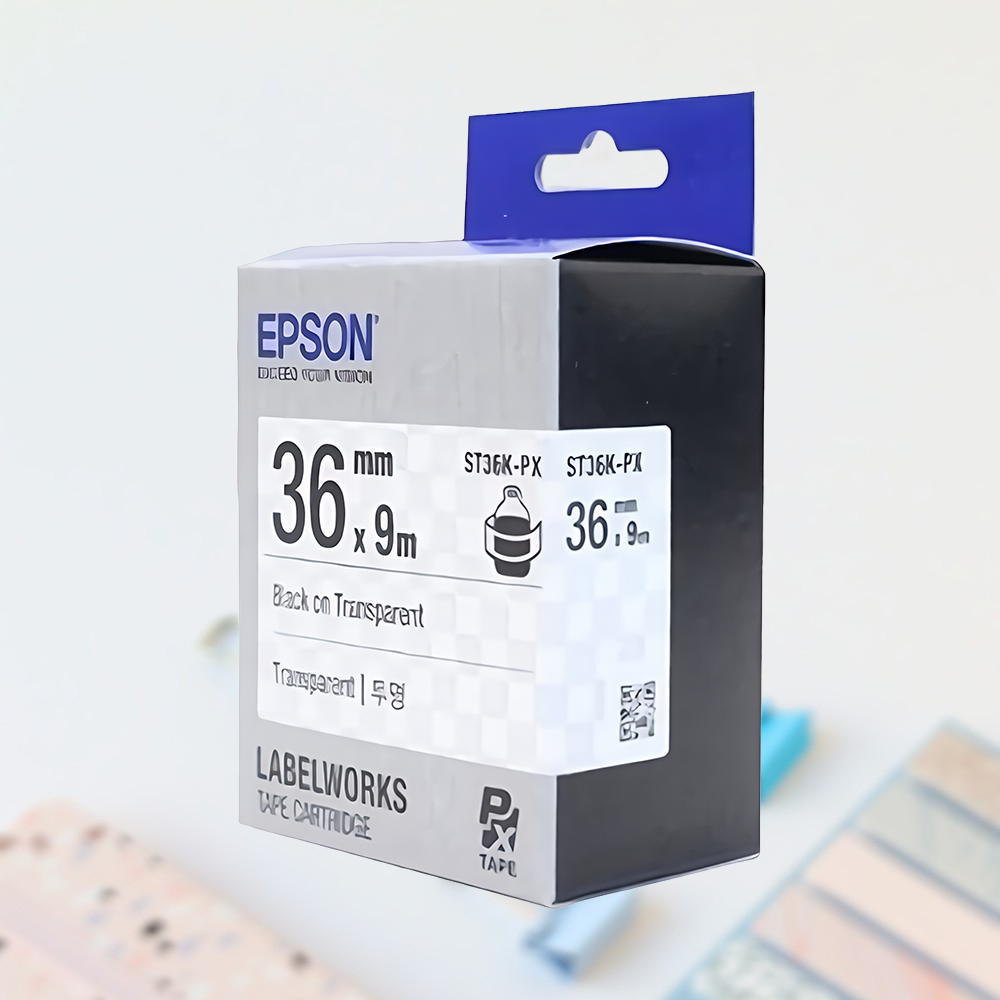 EPSON
36 mm x 9m
ST36K-PX
Black on Transparent
Transparent | 투명
LABELWORKS
TAPE CARTRIDGE
Px
TAPE
ST36K-PX
36
9m